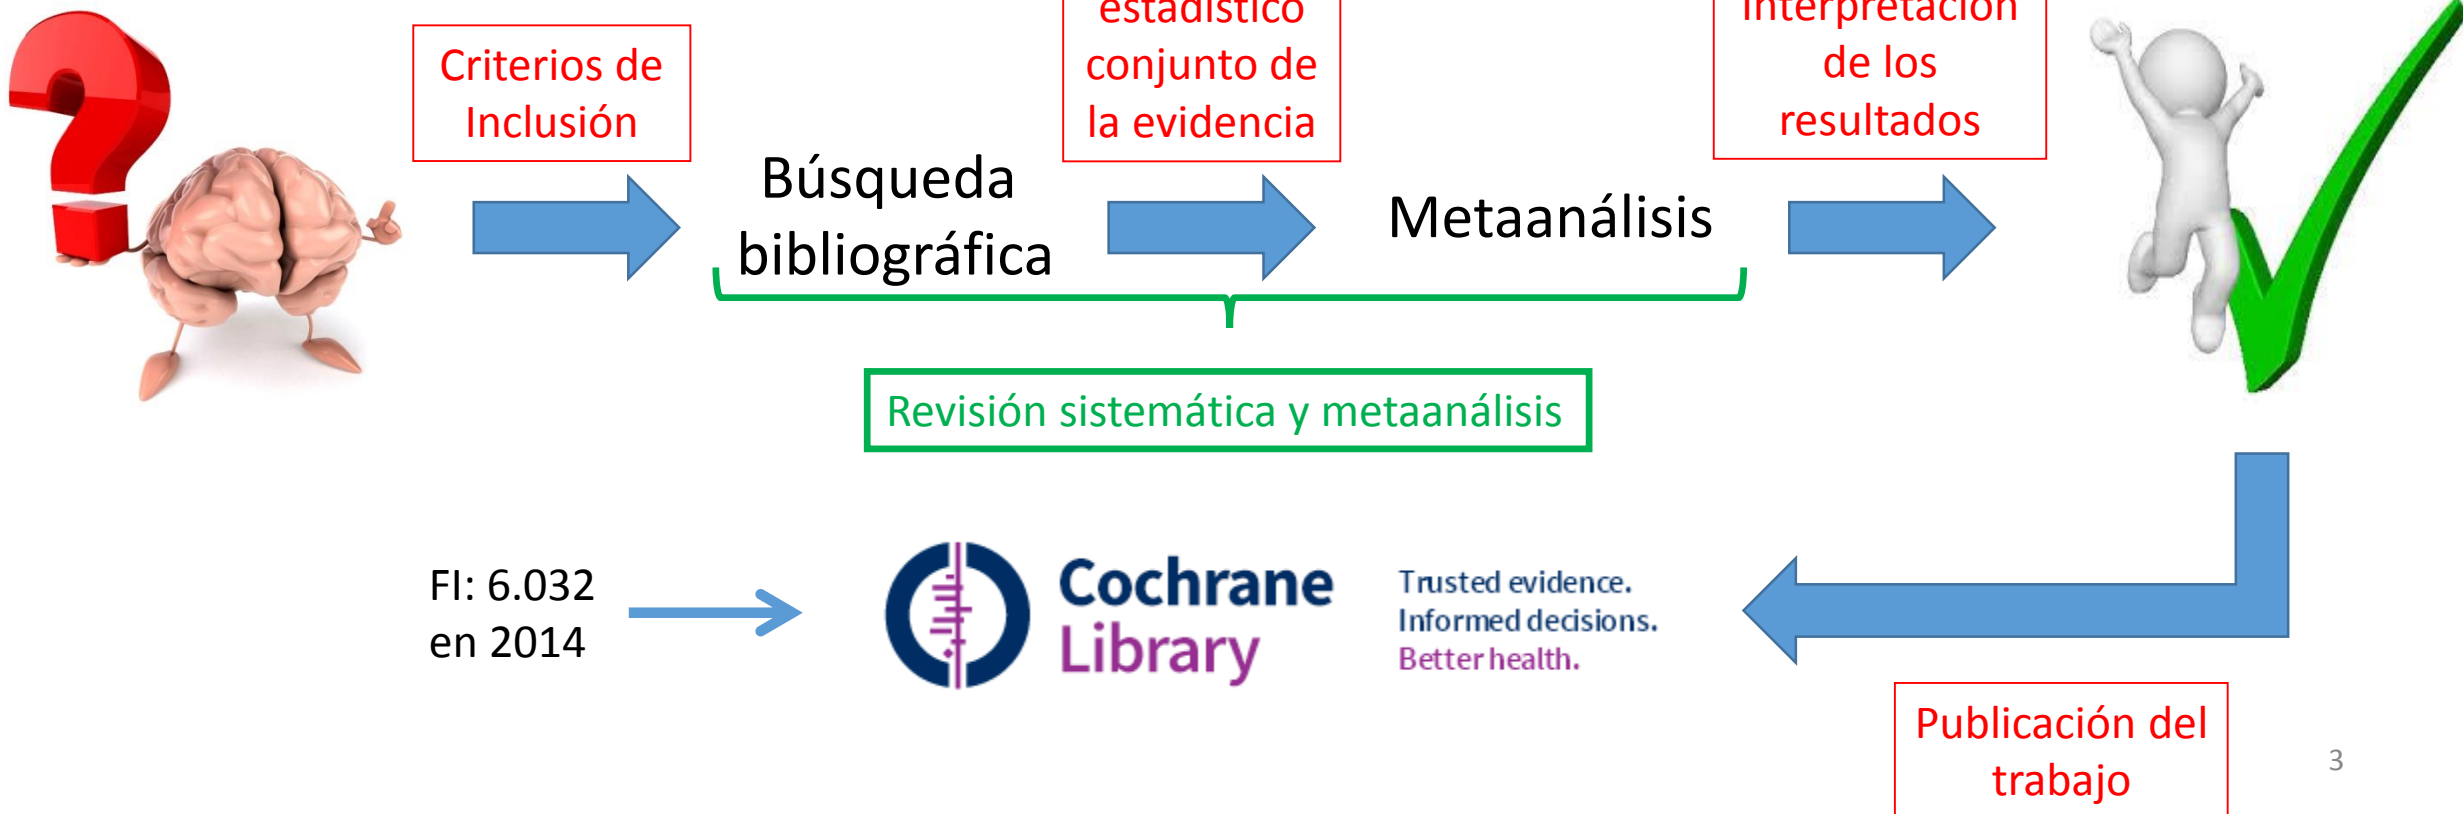 Criterios de
Inclusión
estadístico
conjunto de
la evidencia
interpretación
de los
resultados
Búsqueda
bibliográfica
Metaanálisis
Revisión sistemática y metaanálisis
FI: 6.032
en 2014
Cochrane
Library
Trusted evidence.
Informed decisions.
Better health.
Publicación del
trabajo
3